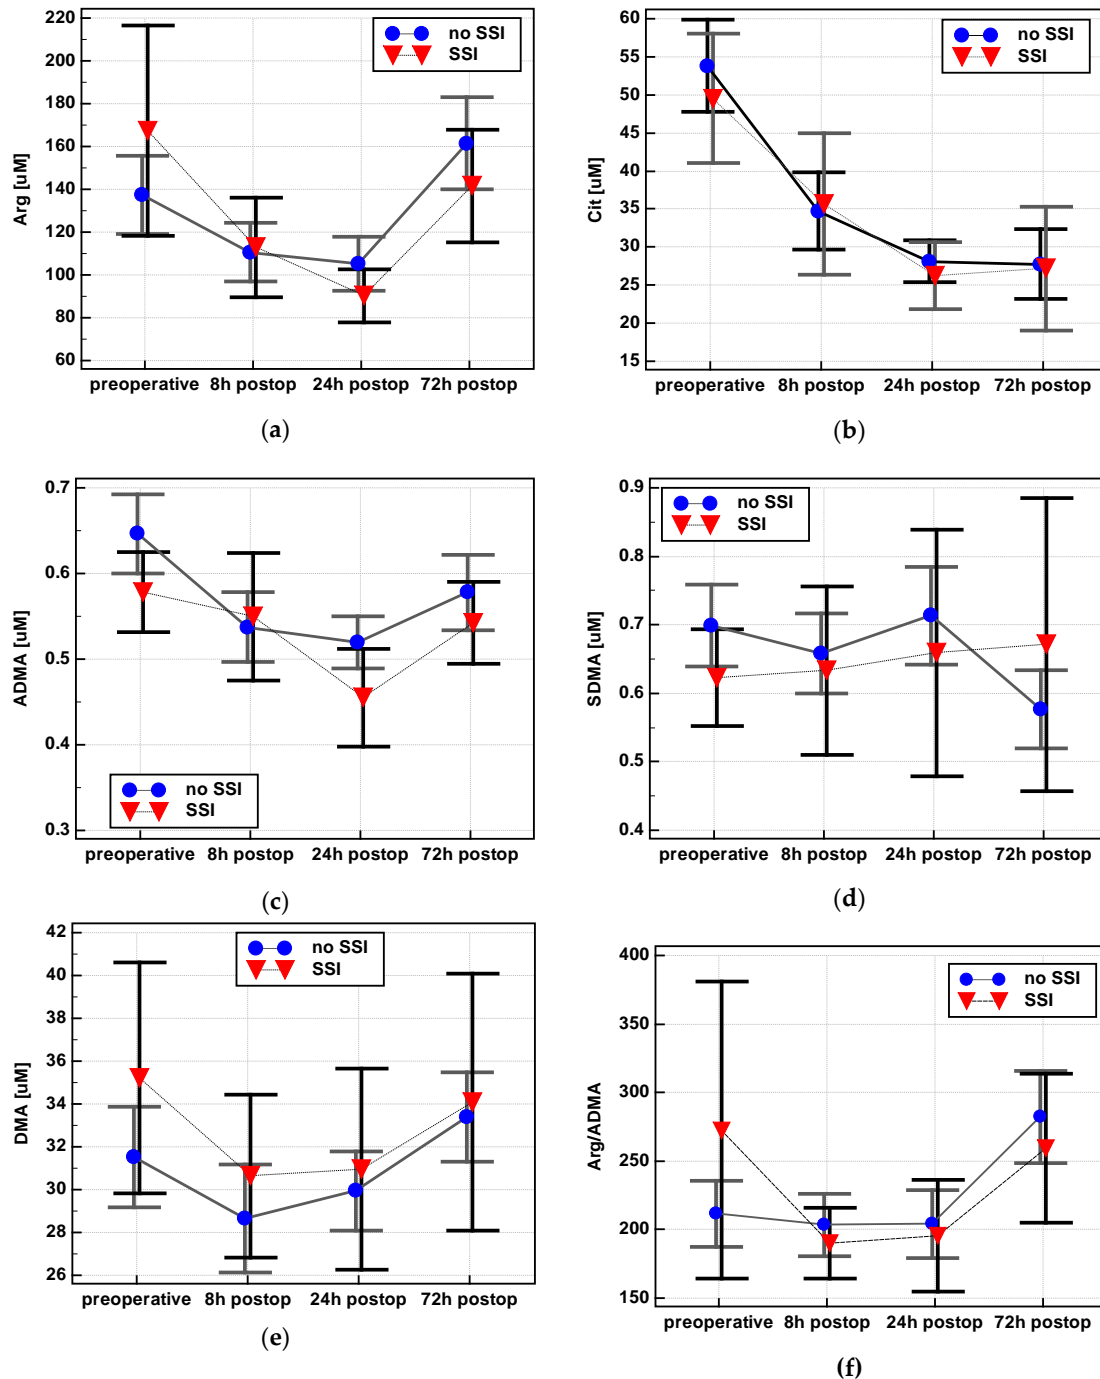 220
200
180
160
140
120
100
80
60
Arg [uM]
no SSI
SSI
preoperative 8h postop 24h postop 72h postop
(a)
60
55
50
45
40
35
30
25
20
15
Cit [uM]
no SSI
SSI
preoperative 8h postop 24h postop 72h postop
(b)
0.7
0.6
0.5
0.4
0.3
ADMA [uM]
no SSI
SSI
preoperative 8h postop 24h postop 72h postop
(c)
0.9
0.8
0.7
0.6
0.5
0.4
SDMA [uM]
no SSI
SSI
preoperative 8h postop 24h postop 72h postop
(d)
42
40
38
36
34
32
30
28
26
DMA [uM]
no SSI
SSI
preoperative 8h postop 24h postop 72h postop
(e)
400
350
300
250
200
150
Arg/ADMA
no SSI
SSI
preoperative 8h postop 24h postop 72h postop
(f)